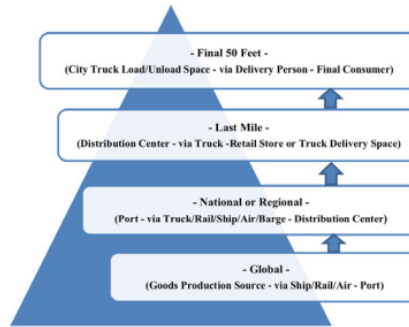 - Final 50 Feet -
(City Truck Load/Unload Space - via Delivery Person - Final Consumer)
- Last Mile -
(Distribution Center - via Truck -Retail Store or Truck Delivery Space)
- National or Regional -
(Port - via Truck/Rail/Ship/Air/Barge - Distribution Center)
- Global -
(Goods Production Source - via Ship/Rail/Air - Port)